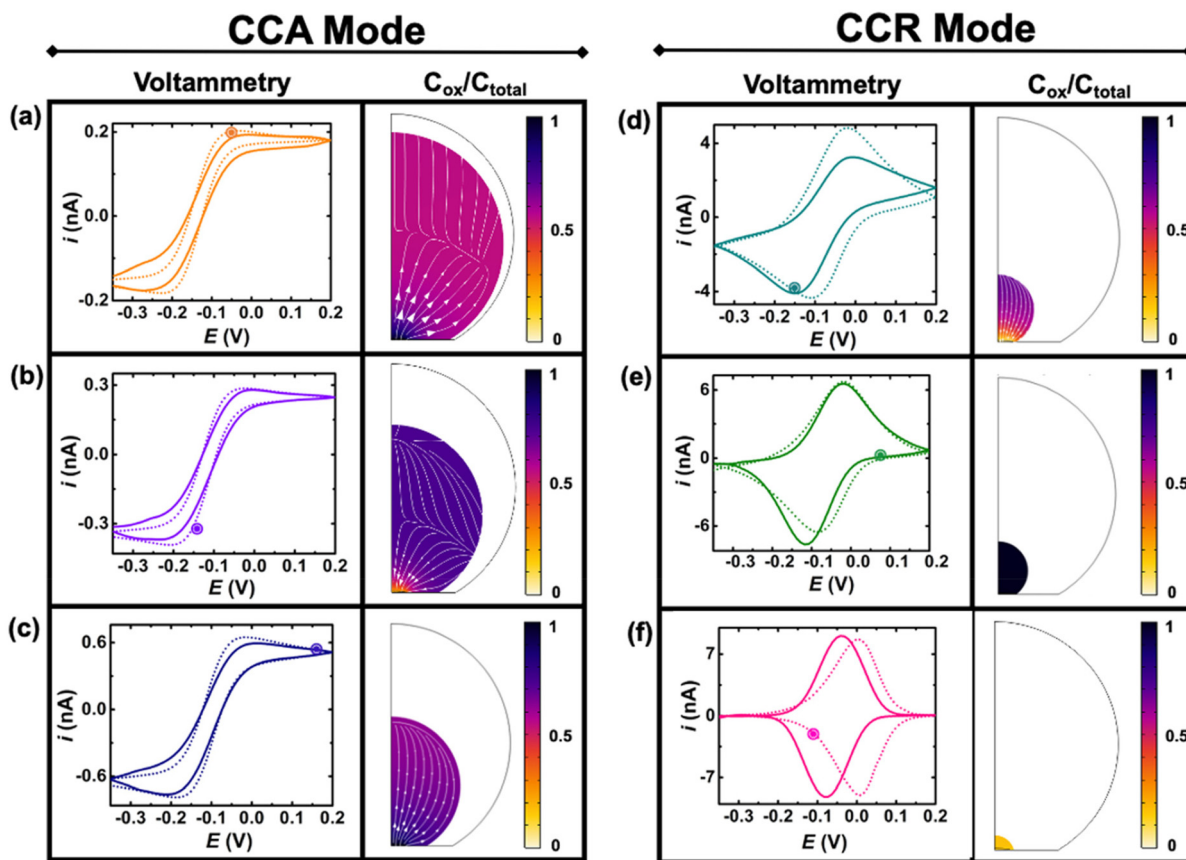 CCA Mode
CCR Mode
Voltammetry
C_ox/C_total
Voltammetry
C_ox/C_total
(a)
0.2
0.0
-0.2
i (nA)
-0.3 -0.2 -0.1 0.0 0.1 0.2
E (V)
1
0.5
0
(d)
4
0
-4
i (nA)
-0.3 -0.2 -0.1 0.0 0.1 0.2
E (V)
1
0.5
0
(b)
0.3
0.0
-0.3
i (nA)
-0.3 -0.2 -0.1 0.0 0.1 0.2
E (V)
1
0.5
0
(e)
6
0
-6
i (nA)
-0.3 -0.2 -0.1 0.0 0.1 0.2
E (V)
1
0.5
0
(c)
0.6
0.0
-0.6
i (nA)
-0.3 -0.2 -0.1 0.0 0.1 0.2
E (V)
1
0.5
0
(f)
7
0
-7
i (nA)
-0.3 -0.2 -0.1 0.0 0.1 0.2
E (V)
1
0.5
0